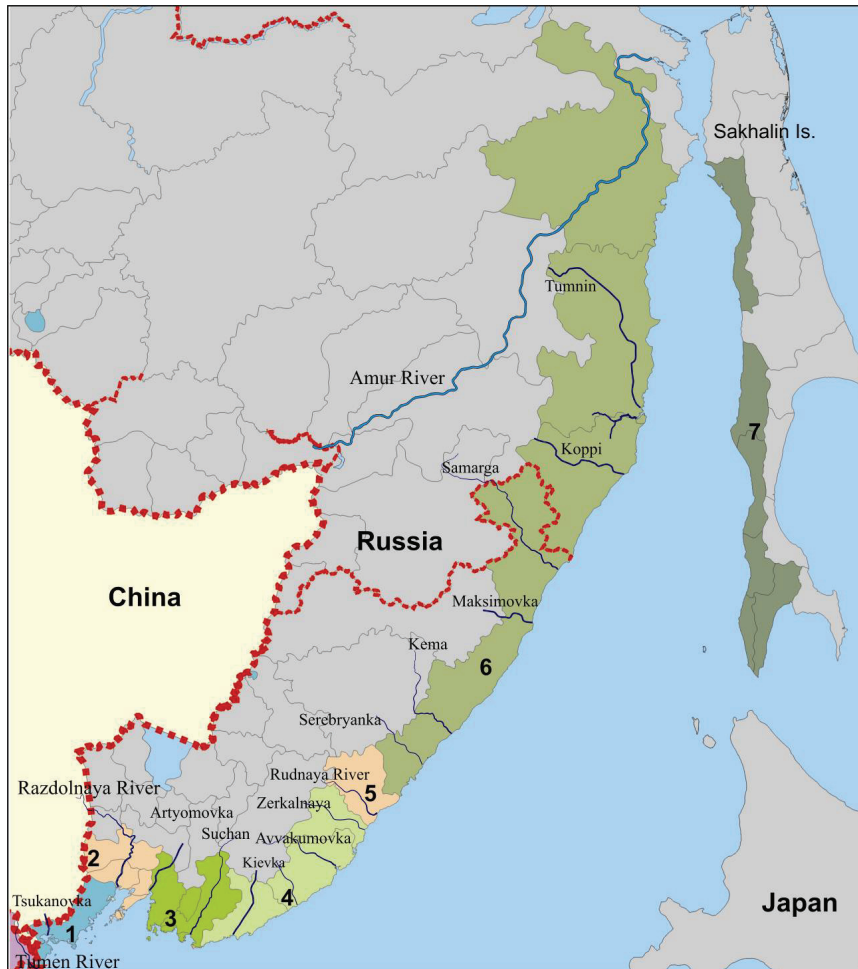 Sakhalin Is.
Tumnin
Amur River
7
Koppi
Samarga
Russia
China
Maksimovka
Kema
6
Serebryanka
Rudnaya River
Razdolnaya River
5
Artyomovka
Zerkalnaya
Suchan
Avvakumovka
2
Kievka
4
Tsukanovka
Japan
3
1
Tumen River